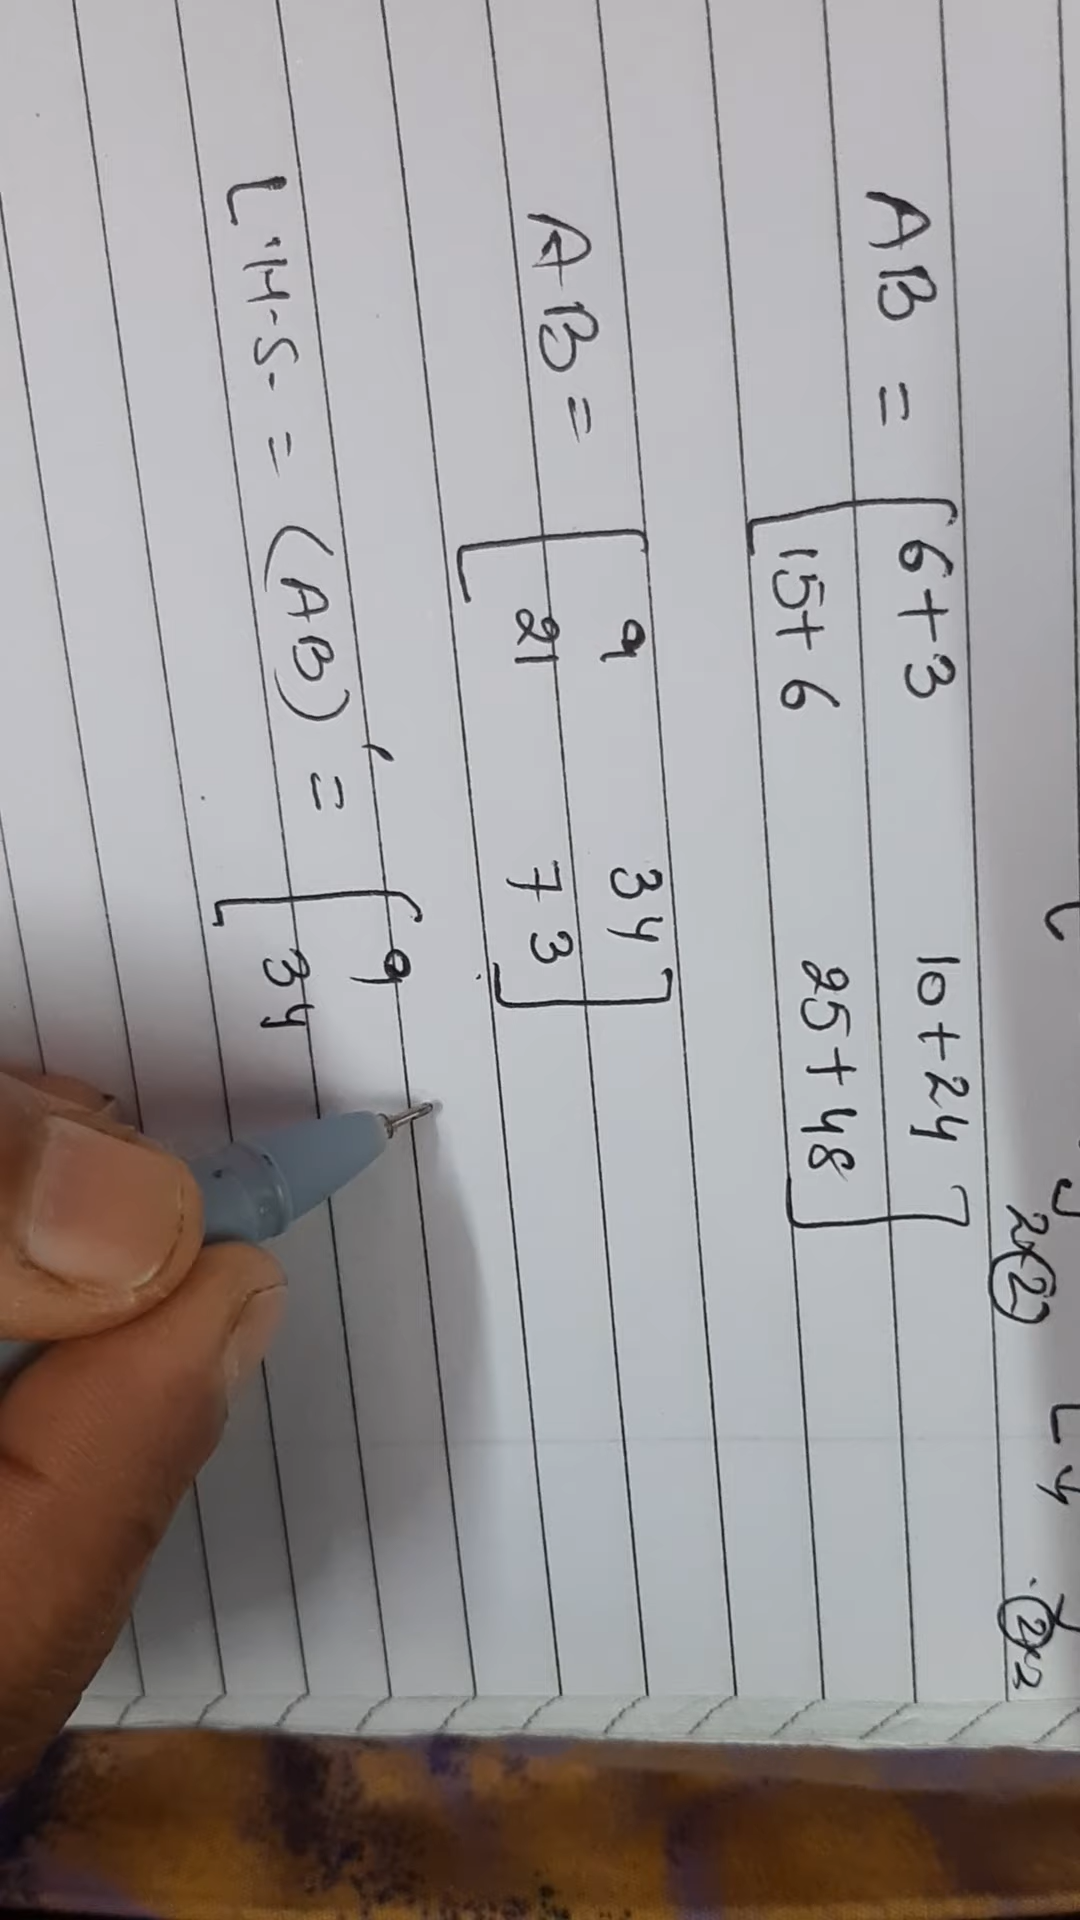 2×2 2×2
AB = [ 6+3 10+24
15+6 25+48 ]
AB = [ 9 34
21 73 ]
L.H.S. = (AB)' = [ 9
34